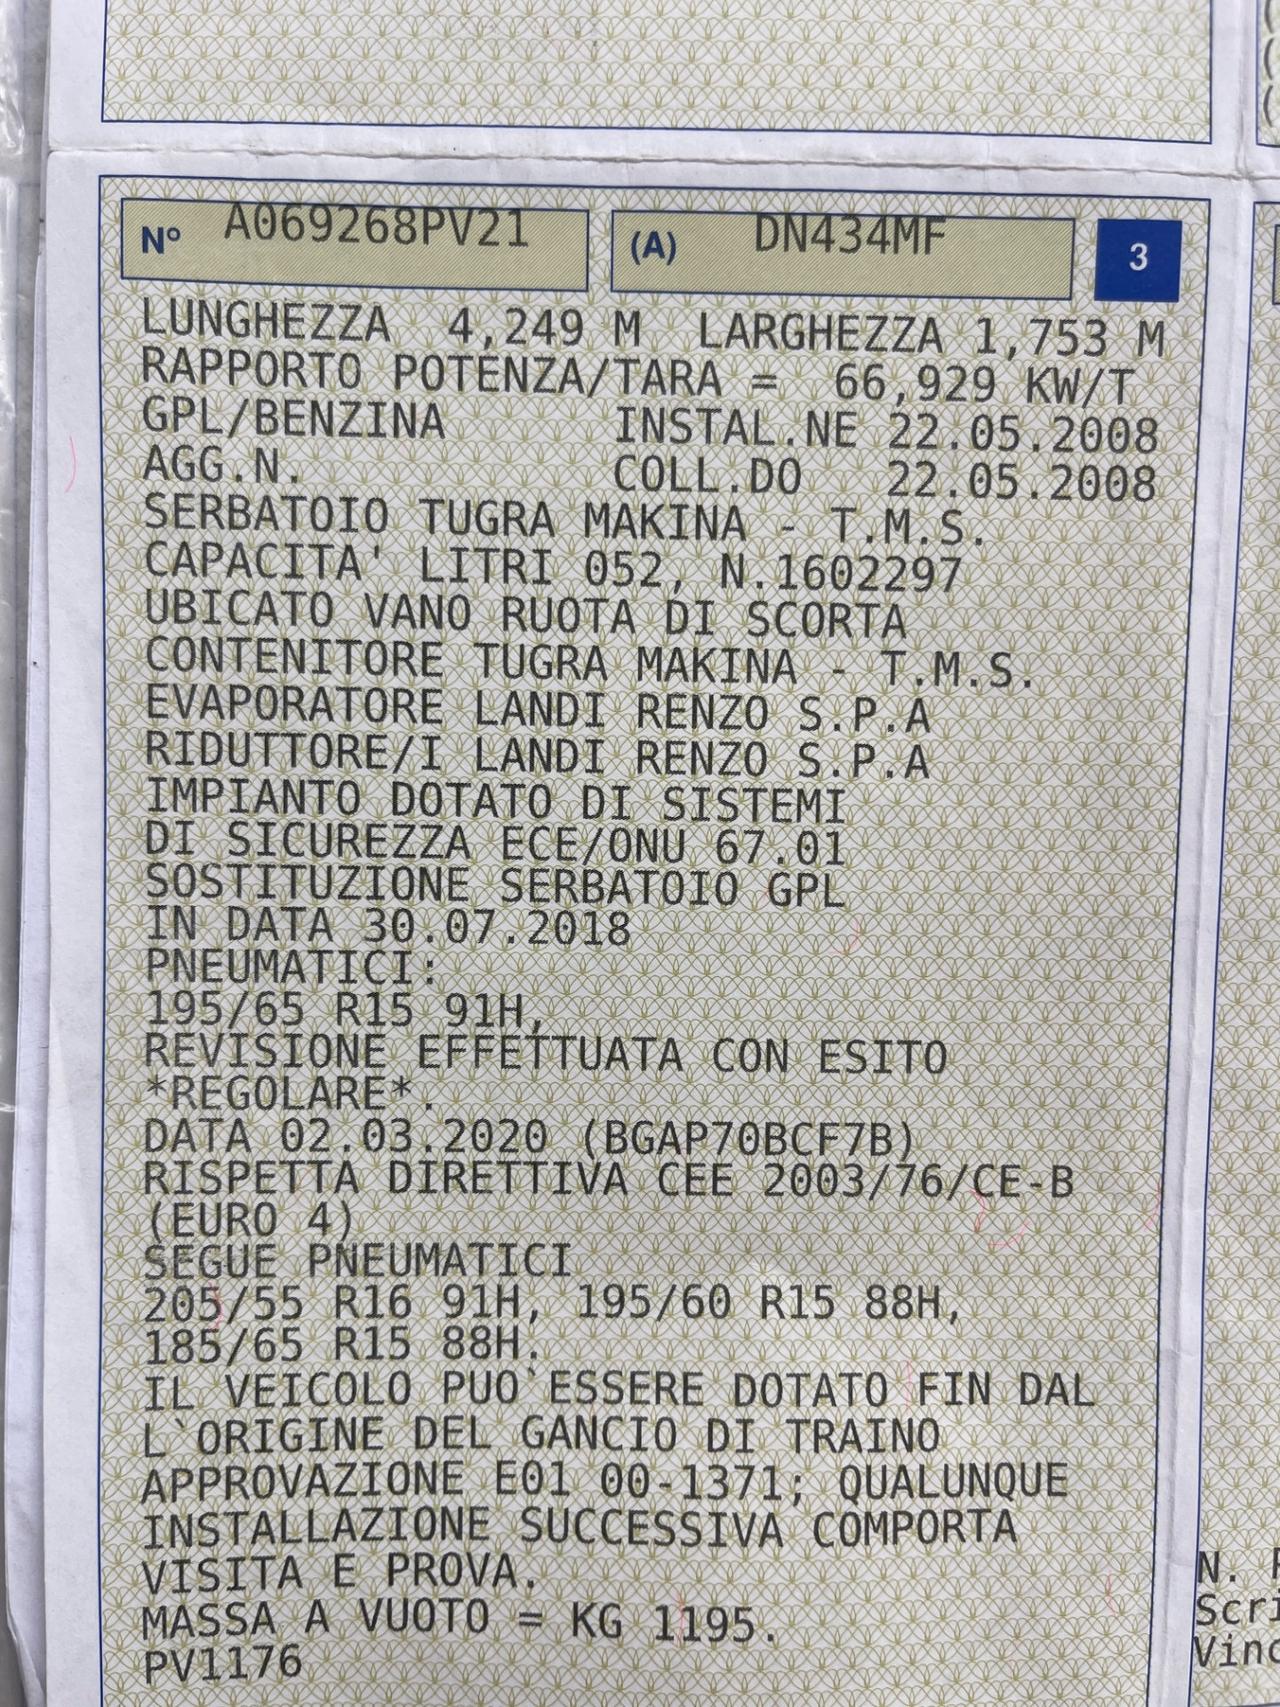 N° A069268PV21 (A) DN434MF 3
LUNGHEZZA 4,249 M LARGHEZZA 1,753 M
RAPPORTO POTENZA/TARA = 66,929 KW/T
GPL/BENZINA INSTAL.NE 22.05.2008
AGG.N. COLL.DO 22.05.2008
SERBATOIO TUGRA MAKINA - T.M.S.
CAPACITA' LITRI 052, N.1602297
UBICATO VANO RUOTA DI SCORTA
CONTENITORE TUGRA MAKINA - T.M.S.
EVAPORATORE LANDI RENZO S.P.A
RIDUTTORE/I LANDI RENZO S.P.A
IMPIANTO DOTATO DI SISTEMI
DI SICUREZZA ECE/ONU 67.01
SOSTITUZIONE SERBATOIO GPL
IN DATA 30.07.2018
PNEUMATICI:
195/65 R15 91H,
REVISIONE EFFETTUATA CON ESITO
*REGOLARE*.
DATA 02.03.2020 (BGAP70BCF7B)
RISPETTA DIRETTIVA CEE 2003/76/CE-B
(EURO 4)
SEGUE PNEUMATICI
205/55 R16 91H, 195/60 R15 88H,
185/65 R15 88H.
IL VEICOLO PUO`ESSERE DOTATO FIN DAL
L`ORIGINE DEL GANCIO DI TRAINO
APPROVAZIONE E01 00-1371; QUALUNQUE
INSTALLAZIONE SUCCESSIVA COMPORTA
VISITA E PROVA.
MASSA A VUOTO = KG 1195.
PV1176
N.